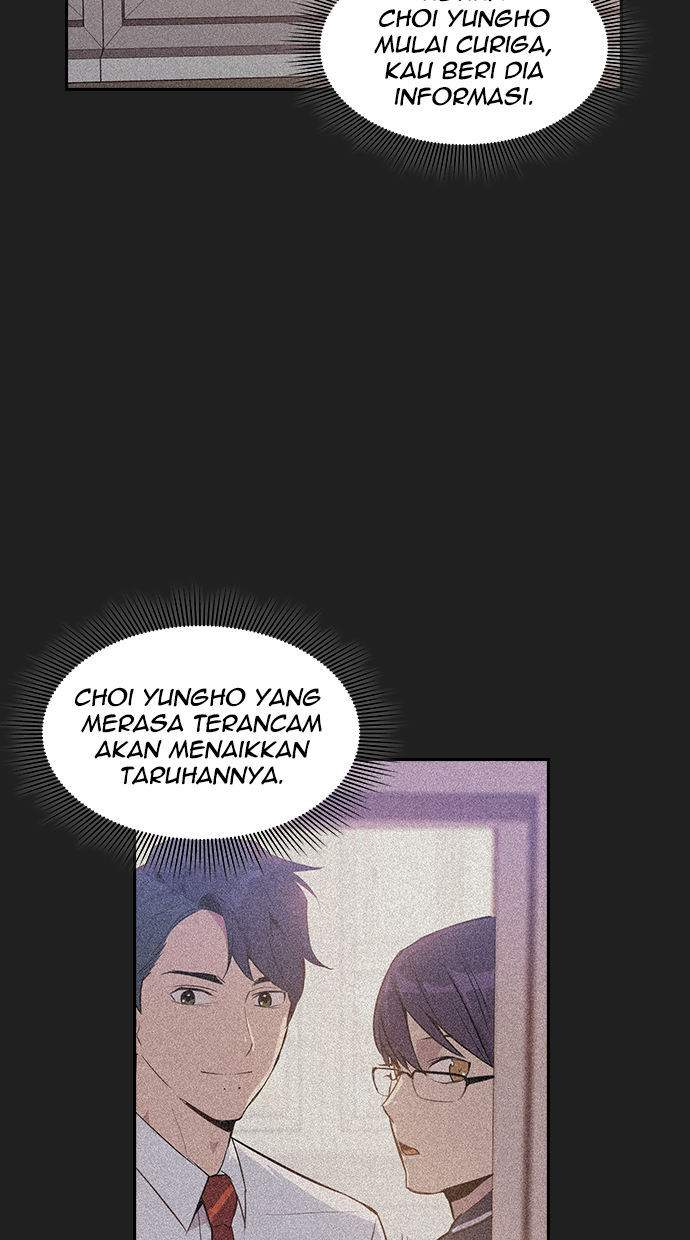 CHOI YUNGHO
MULAI CURIGA,
KAU BERI DIA
INFORMASI.
CHOI YUNGHO YANG
MERASA TERANCAM
AKAN MENAIKKAN
TARUHANNYA.